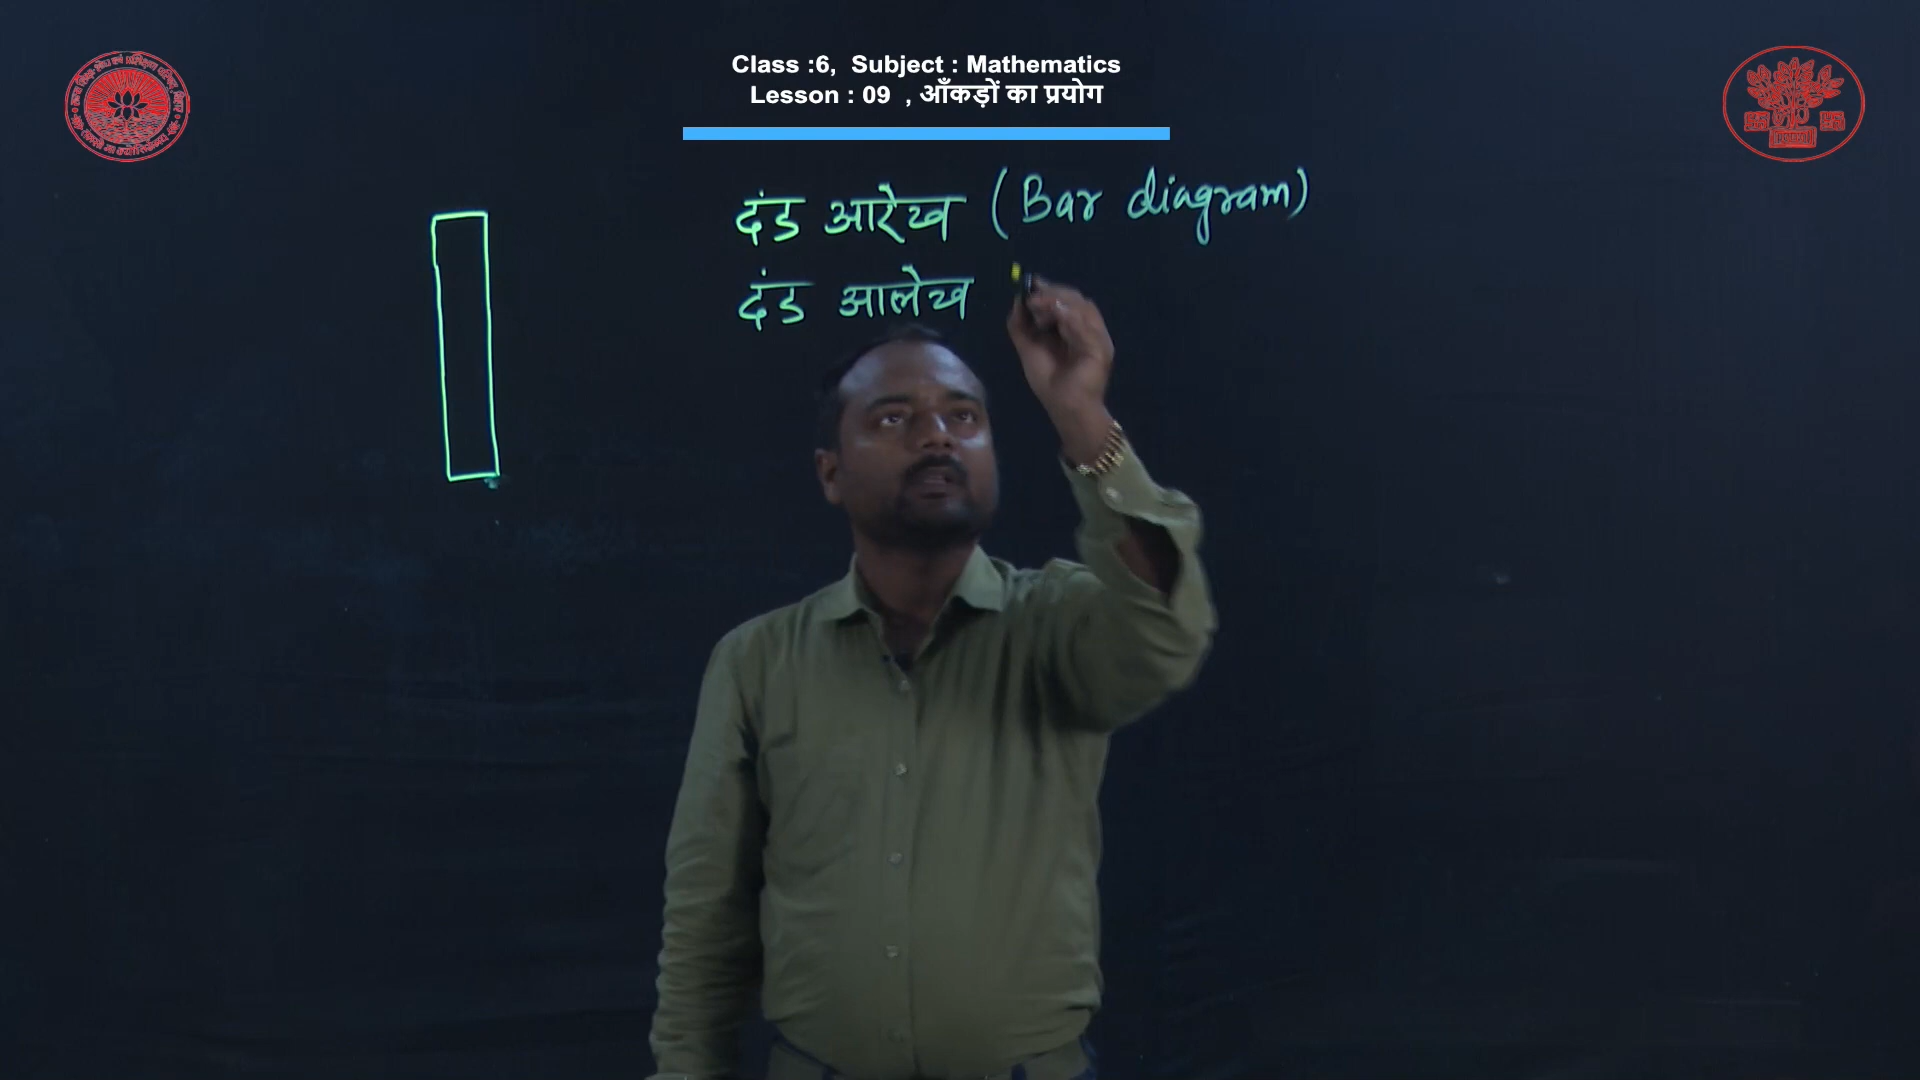 Class :6, Subject : Mathematics
Lesson : 09 , आँकड़ों का प्रयोग
दंड आरेख (Bar diagram)
दंड आलेख